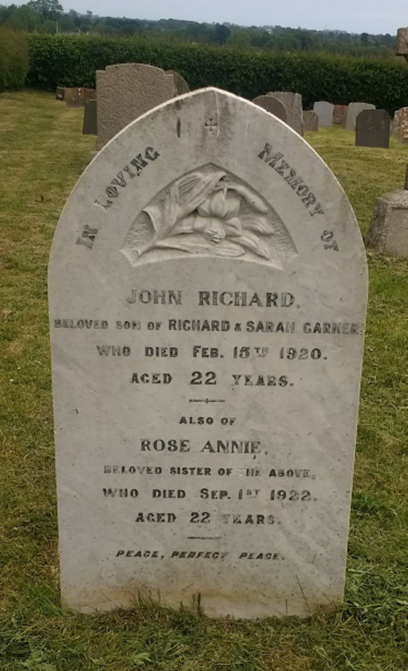 IN LOVING MEMORY OF
JOHN RICHARD,
BELOVED SON OF RICHARD & SARAH GARNER,
WHO DIED FEB. 15TH 1920.
AGED 22 YEARS.
ALSO OF
ROSE ANNIE,
BELOVED SISTER OF THE ABOVE,
WHO DIED SEP. 1ST 1922.
AGED 22 YEARS.
PEACE, PERFECT PEACE.